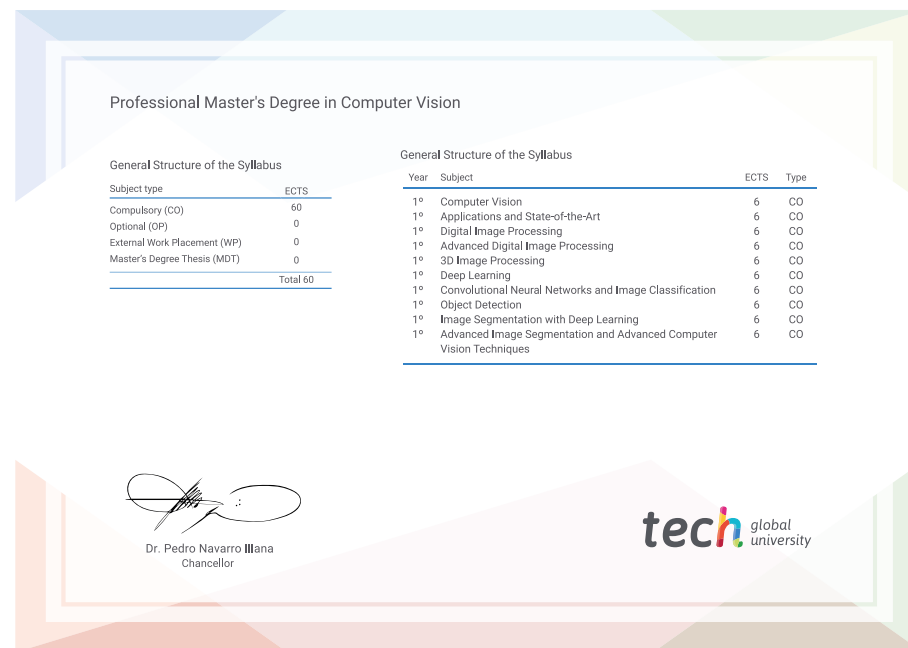 Professional Master's Degree in Computer Vision
General Structure of the Syllabus
Subject type ECTS
Compulsory (CO) 60
Optional (OP) 0
External Work Placement (WP) 0
Master's Degree Thesis (MDT) 0
Total 60
General Structure of the Syllabus
Year Subject ECTS Type
1º Computer Vision 6 CO
1º Applications and State-of-the-Art 6 CO
1º Digital Image Processing 6 CO
1º Advanced Digital Image Processing 6 CO
1º 3D Image Processing 6 CO
1º Deep Learning 6 CO
1º Convolutional Neural Networks and Image Classification 6 CO
1º Object Detection 6 CO
1º Image Segmentation with Deep Learning 6 CO
1º Advanced Image Segmentation and Advanced Computer 6 CO
Vision Techniques
Dr. Pedro Navarro Illana
Chancellor
tech global
university